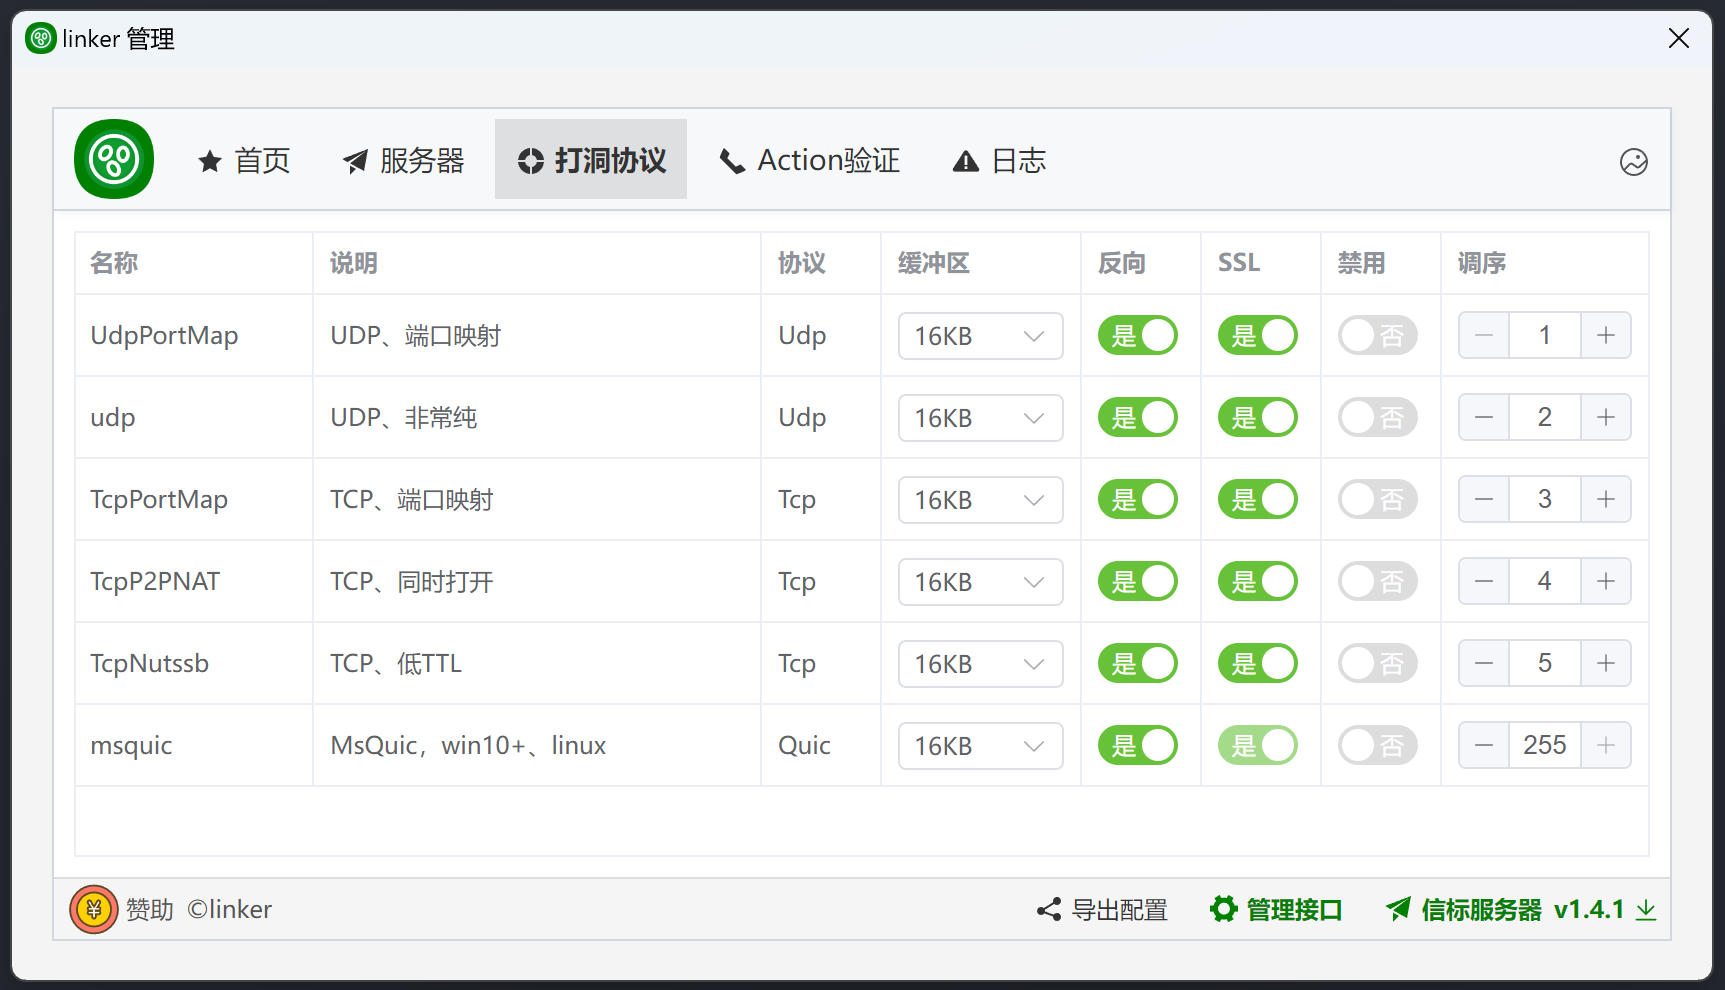 linker 管理
首页 服务器 打洞协议 Action验证 日志
名称 说明 协议 缓冲区 反向 SSL 禁用 调序
UdpPortMap UDP、端口映射 Udp 16KB 是 是 否 1
udp UDP、非常纯 Udp 16KB 是 是 否 2
TcpPortMap TCP、端口映射 Tcp 16KB 是 是 否 3
TcpP2PNAT TCP、同时打开 Tcp 16KB 是 是 否 4
TcpNutssb TCP、低TTL Tcp 16KB 是 是 否 5
msquic MsQuic，win10+、linux Quic 16KB 是 是 否 255
¥ 赞助 ©linker 导出配置 管理接口 信标服务器 v1.4.1